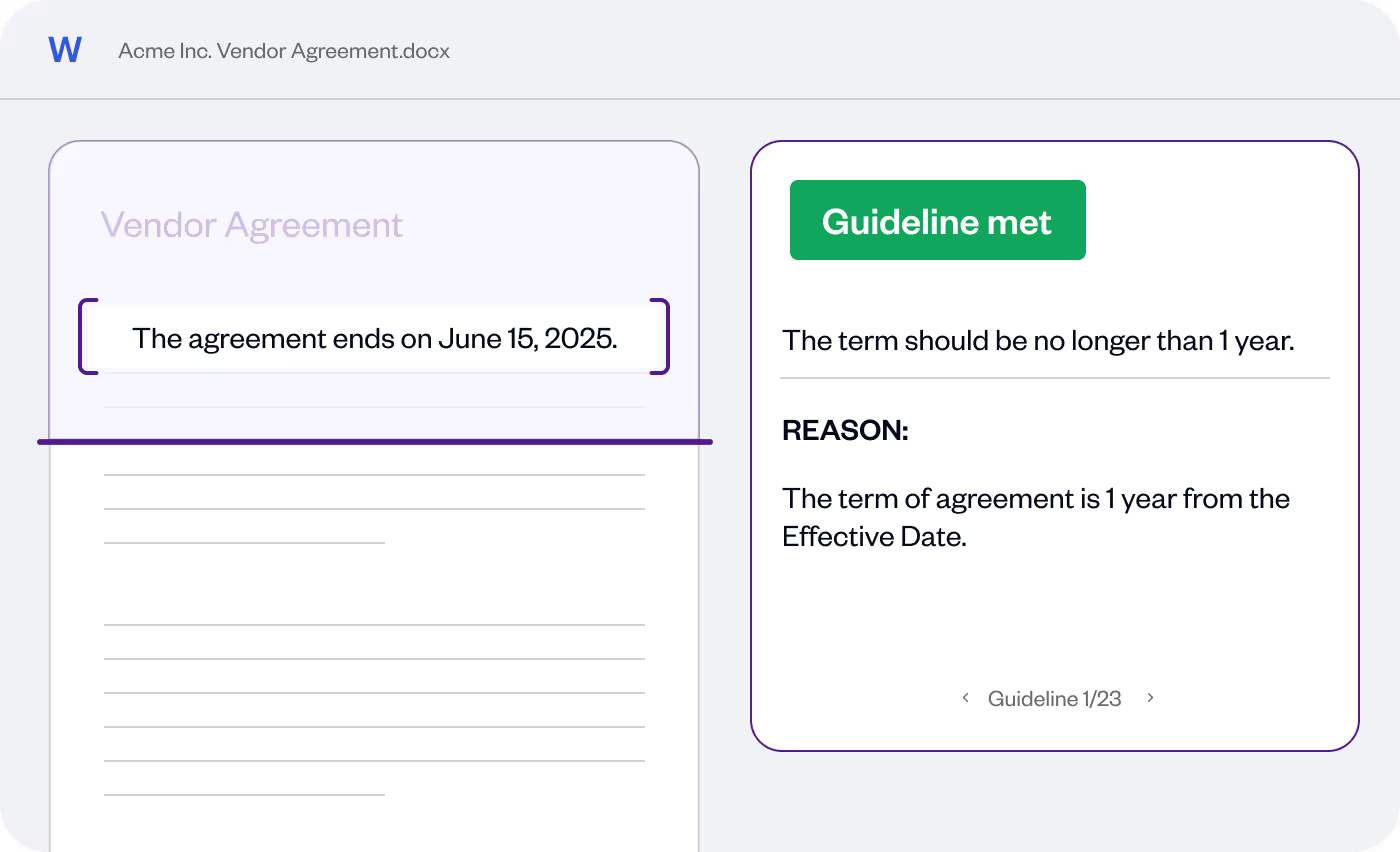 W
Acme Inc. Vendor Agreement.docx
Vendor Agreement
The agreement ends on June 15, 2025.
Guideline met
The term should be no longer than 1 year.
REASON:
The term of agreement is 1 year from the
Effective Date.
‹ Guideline 1/23 ›